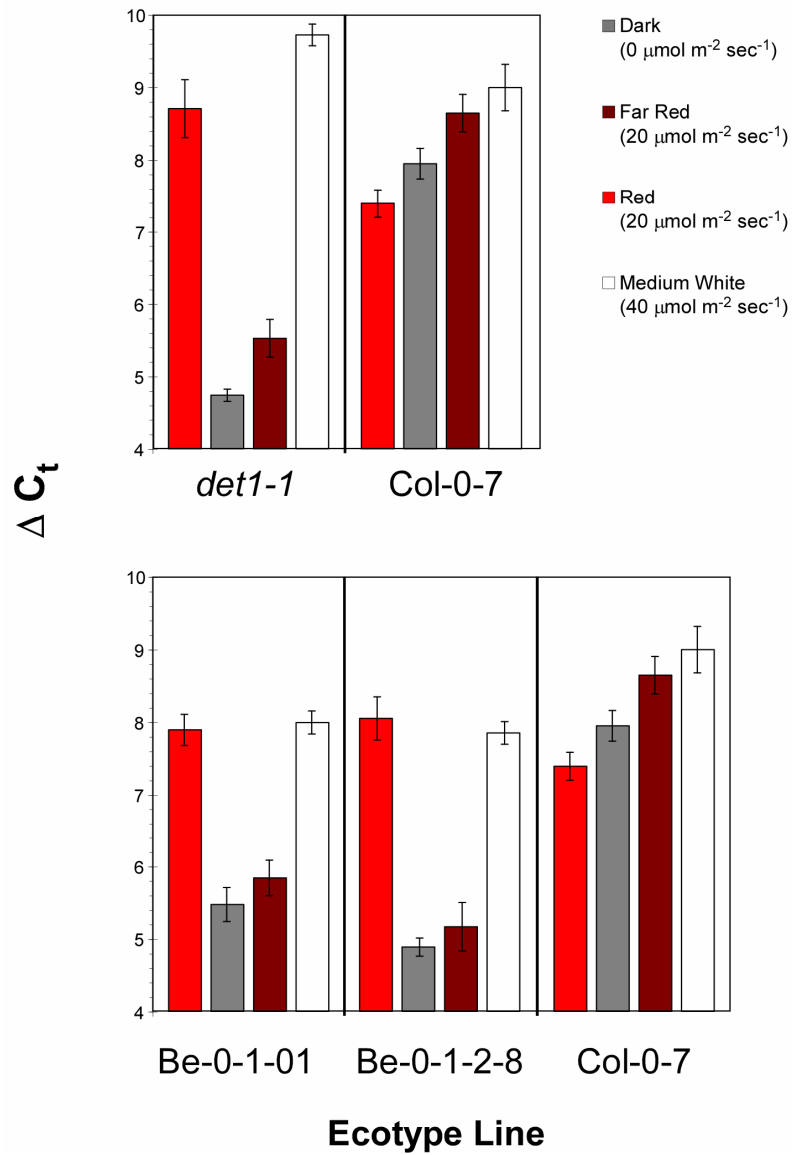 10
9
8
7
6
5
4
det1-1 Col-0-7
Dark
(0 μmol m-2 sec-1)
Far Red
(20 μmol m-2 sec-1)
Red
(20 μmol m-2 sec-1)
Medium White
(40 μmol m-2 sec-1)
Δ Ct
10
9
8
7
6
5
4
Be-0-1-01 Be-0-1-2-8 Col-0-7
Ecotype Line